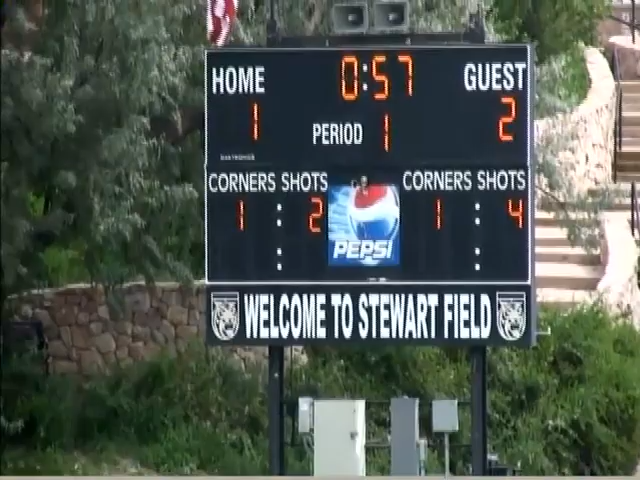 HOME 0:57 GUEST
1 PERIOD 1 2
CORNERS SHOTS CORNERS SHOTS
1 : 2 PEPSI 1 : 4
WELCOME TO STEWART FIELD